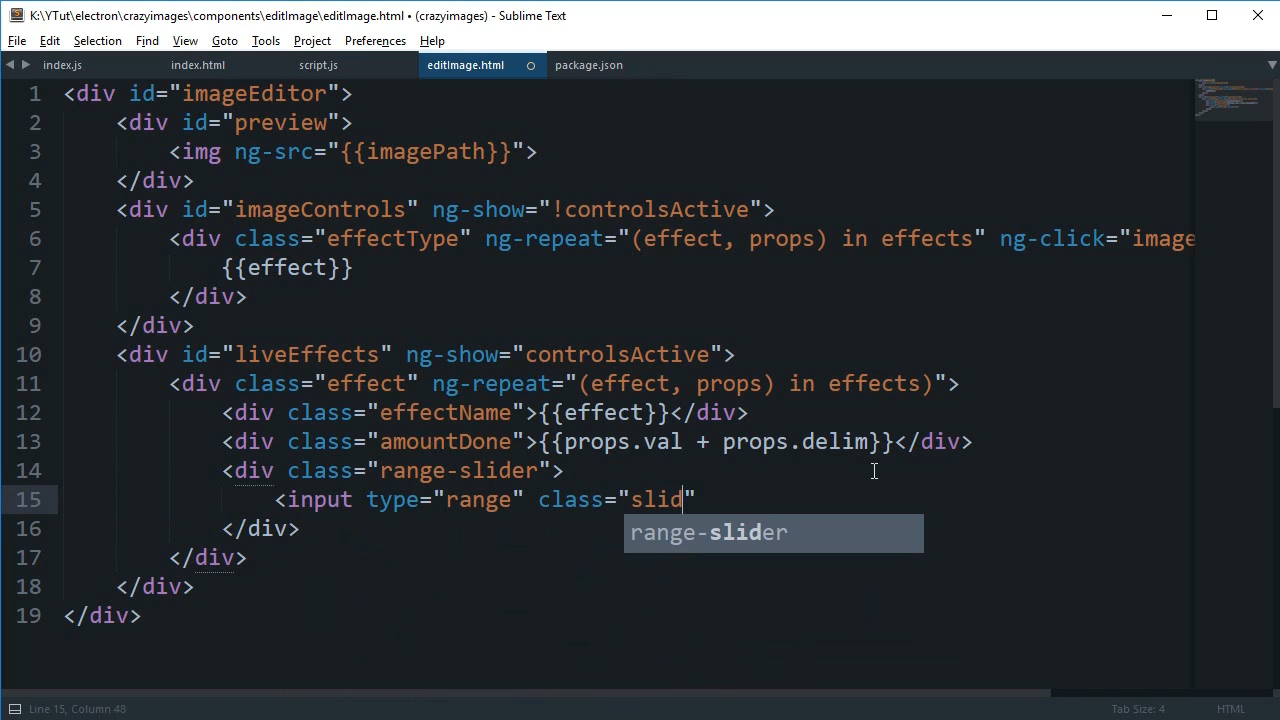 K:\YTut\electron\crazyimages\components\editImage\editImage.html • (crazyimages) - Sublime Text
File Edit Selection Find View Goto Tools Project Preferences Help
index.js index.html script.js editImage.html package.json
1 <div id="imageEditor">
2 <div id="preview">
3 <img ng-src="{{imagePath}}">
4 </div>
5 <div id="imageControls" ng-show="!controlsActive">
6 <div class="effectType" ng-repeat="(effect, props) in effects" ng-click="image
7 {{effect}}
8 </div>
9 </div>
10 <div id="liveEffects" ng-show="controlsActive">
11 <div class="effect" ng-repeat="(effect, props) in effects)">
12 <div class="effectName">{{effect}}</div>
13 <div class="amountDone">{{props.val + props.delim}}</div>
14 <div class="range-slider">
15 <input type="range" class="slid"
range-slider
16 </div>
17 </div>
18 </div>
19 </div>
Line 15, Column 48 Tab Size: 4 HTML